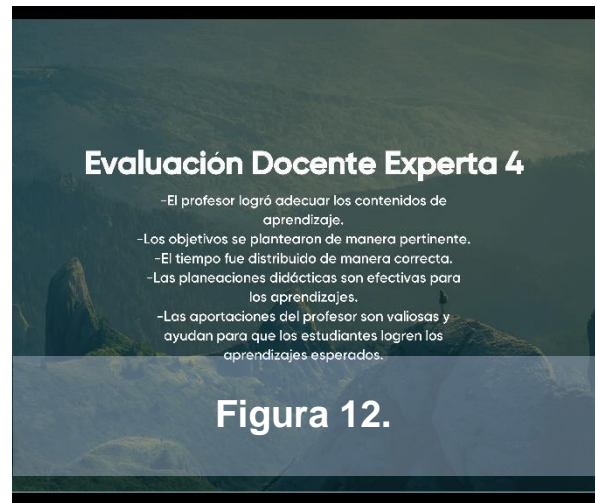 Evaluación Docente Experta 4
-El profesor logró adecuar los contenidos de
aprendizaje.
-Los objetivos se plantearon de manera pertinente.
-El tiempo fue distribuido de manera correcta.
-Las planeaciones didácticas son efectivas para
los aprendizajes.
-Las aportaciones del profesor son valiosas y
ayudan para que los estudiantes logren los
aprendizajes esperados.
Figura 12.